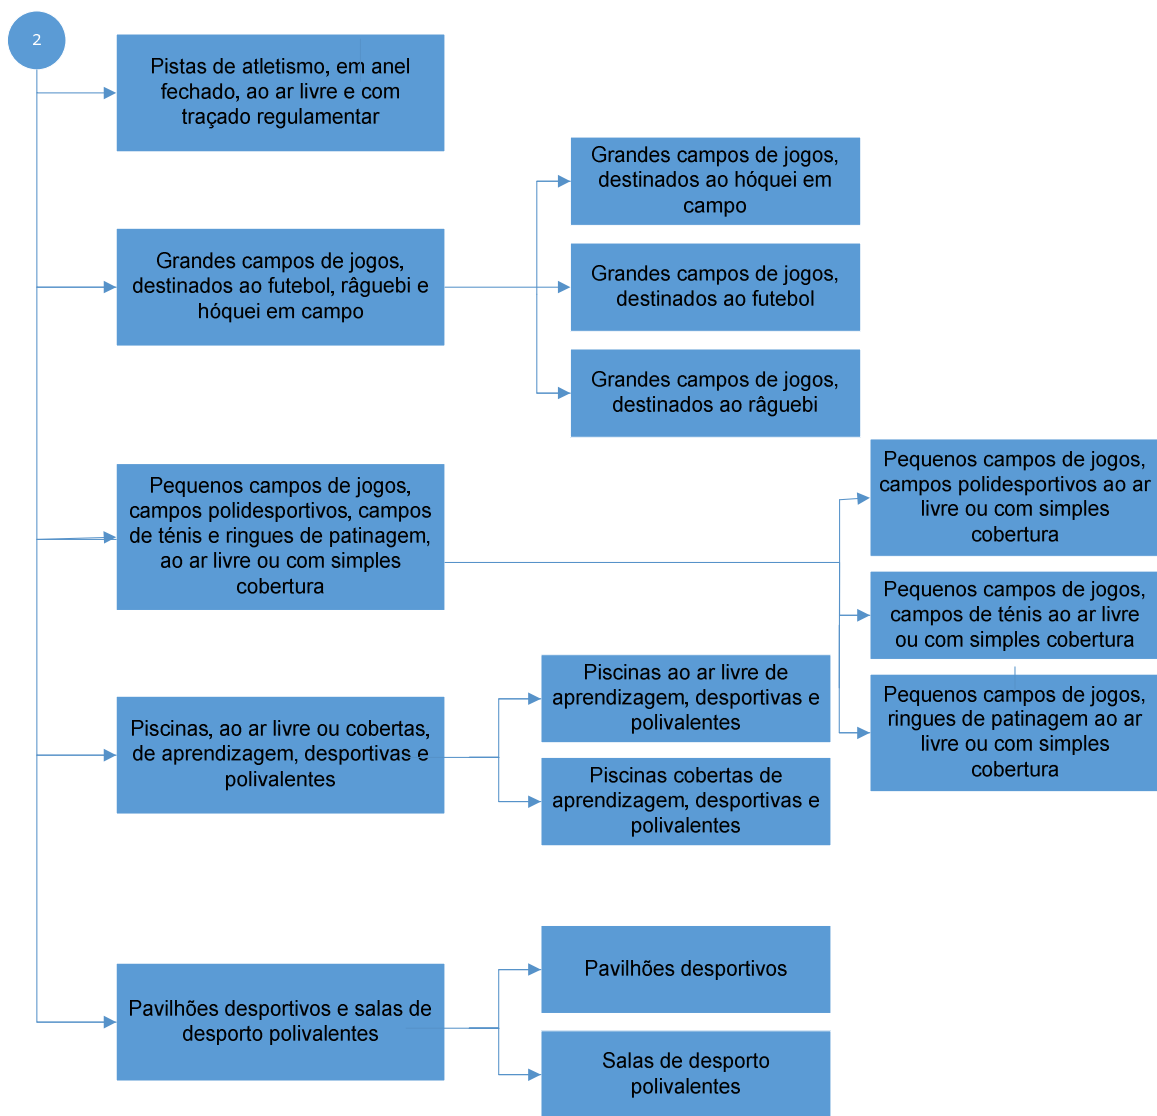 2
Pistas de atletismo, em anel
fechado, ao ar livre e com
traçado regulamentar
Grandes campos de jogos,
destinados ao hóquei em
campo
Grandes campos de jogos,
destinados ao futebol, râguebi e
hóquei em campo
Grandes campos de jogos,
destinados ao futebol
Grandes campos de jogos,
destinados ao râguebi
Pequenos campos de jogos,
campos polidesportivos, campos
de ténis e ringues de patinagem,
ao ar livre ou com simples
cobertura
Pequenos campos de jogos,
campos polidesportivos ao ar
livre ou com simples
cobertura
Pequenos campos de jogos,
campos de ténis ao ar livre
ou com simples cobertura
Pequenos campos de jogos,
ringues de patinagem ao ar
livre ou com simples
cobertura
Piscinas, ao ar livre ou cobertas,
de aprendizagem, desportivas e
polivalentes
Piscinas ao ar livre de
aprendizagem, desportivas e
polivalentes
Piscinas cobertas de
aprendizagem, desportivas e
polivalentes
Pavilhões desportivos e salas de
desporto polivalentes
Pavilhões desportivos
Salas de desporto
polivalentes